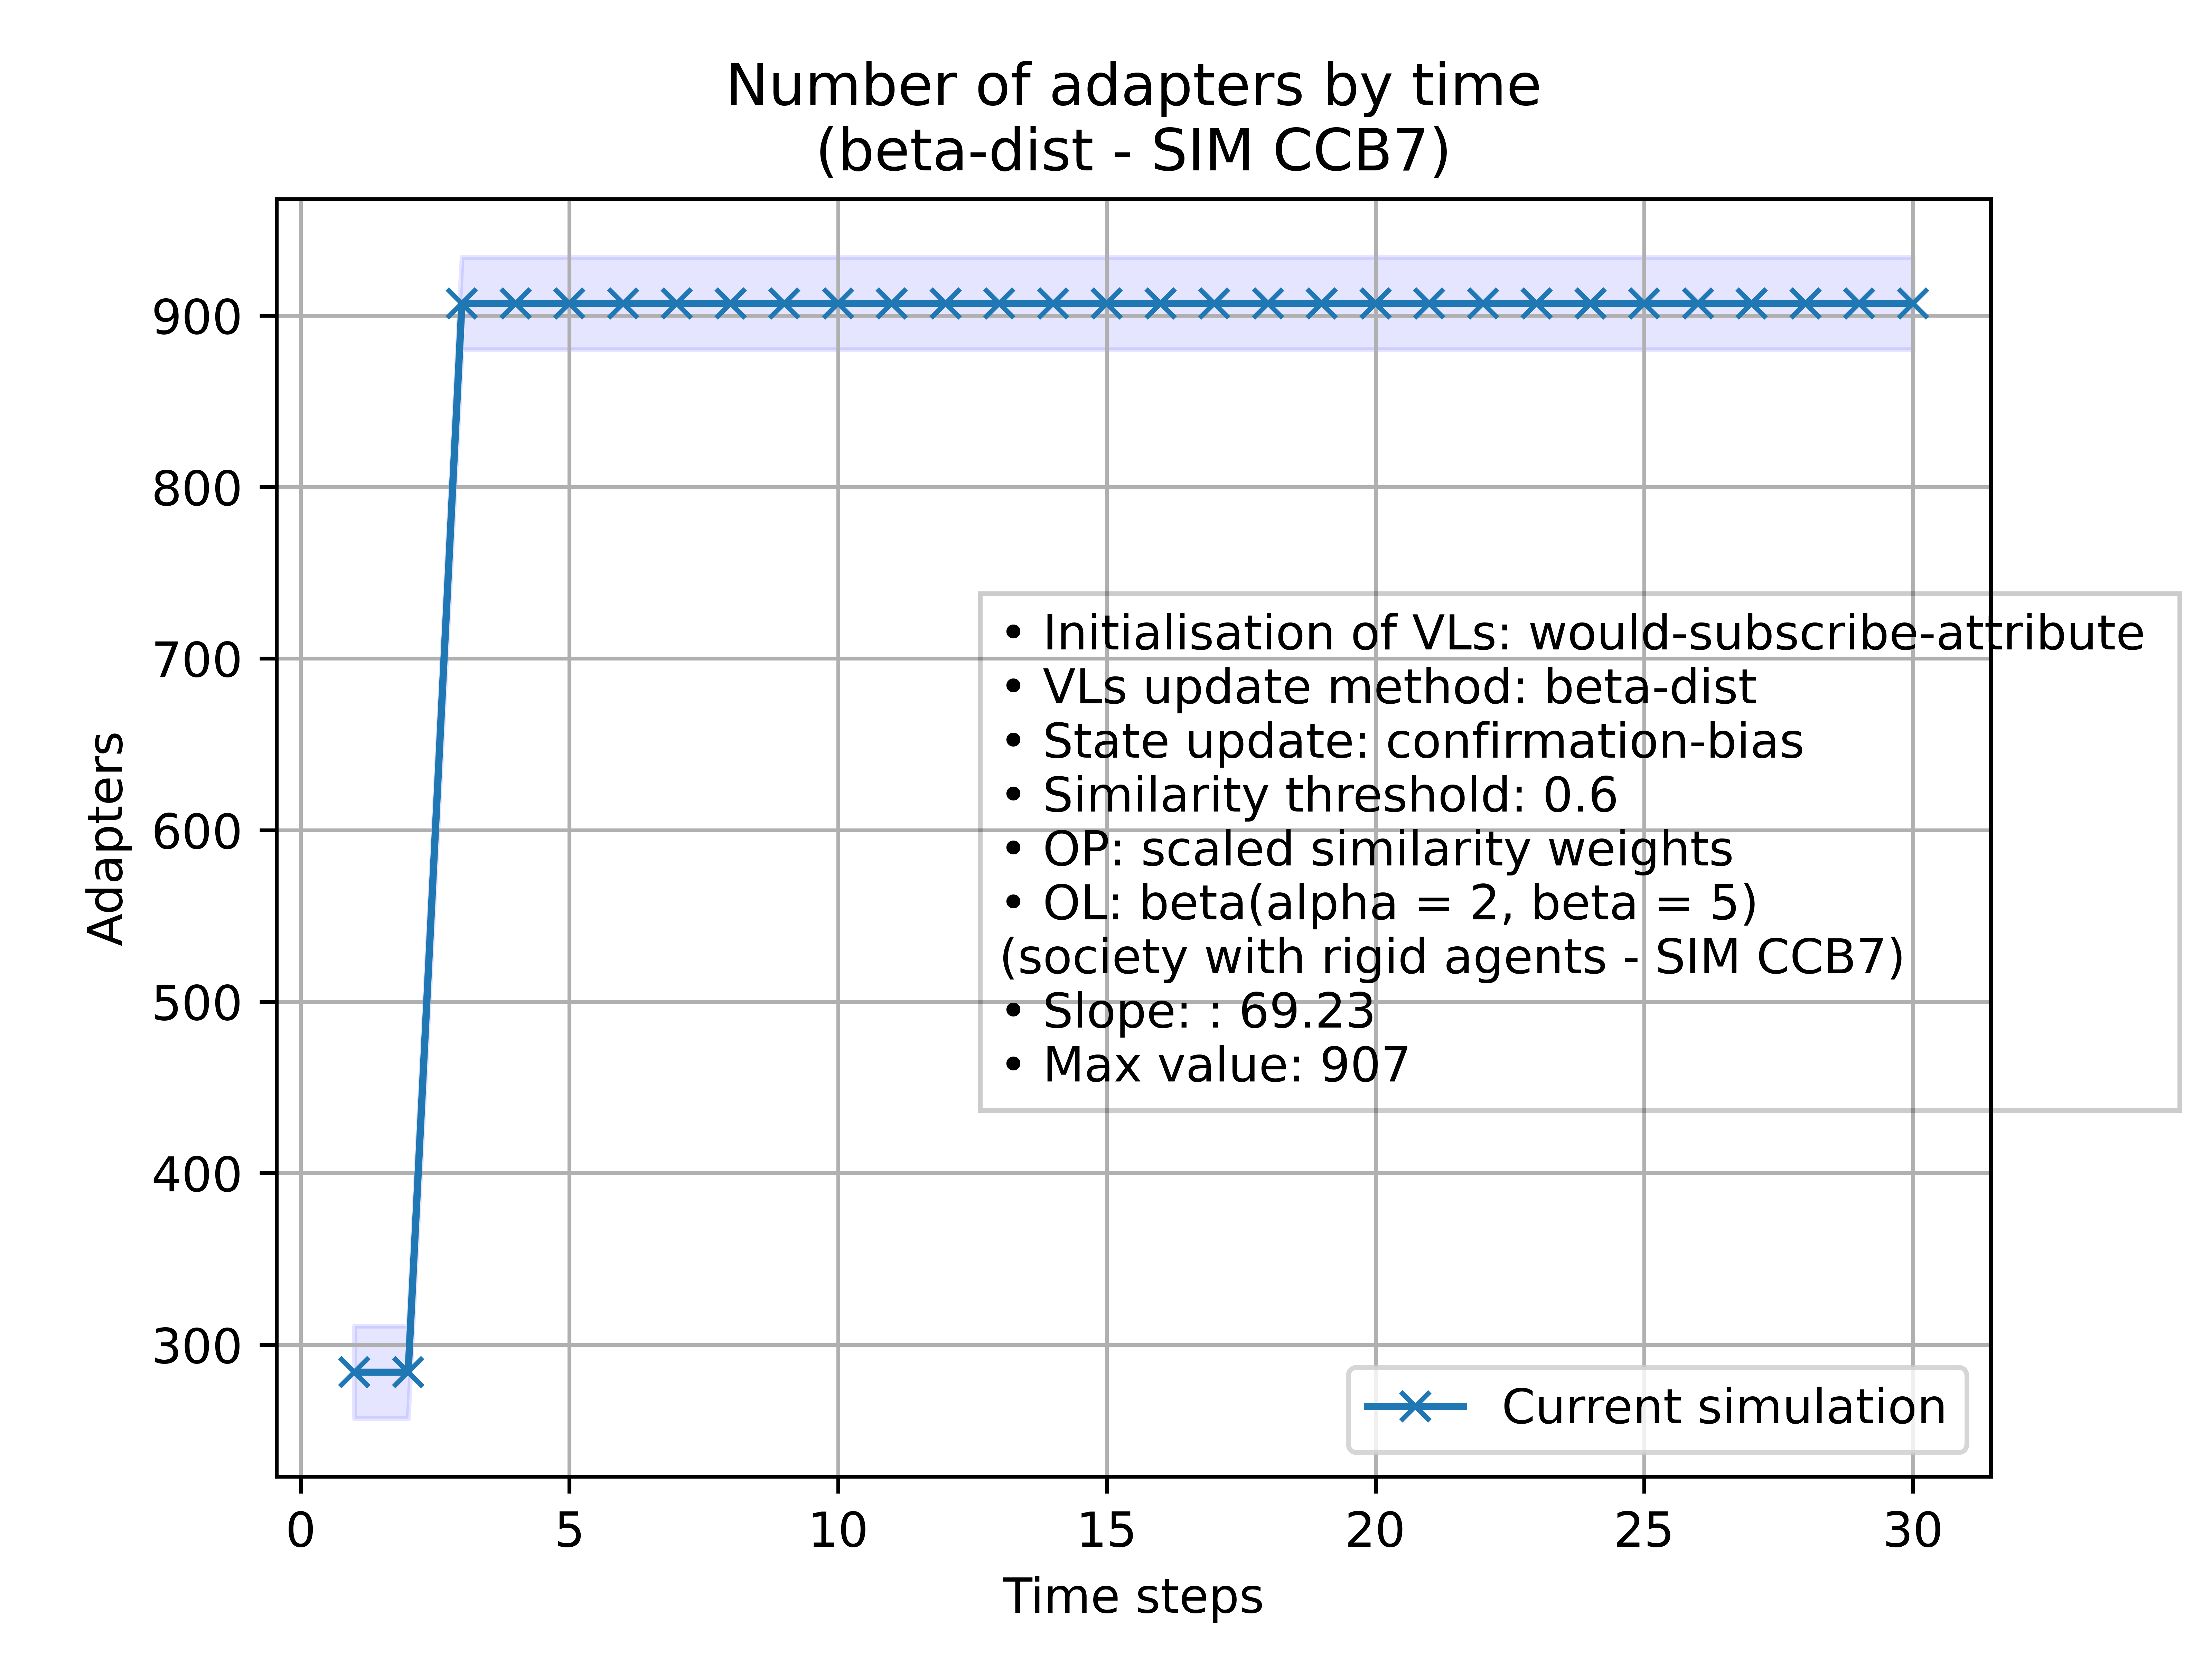 Number of adapters by time
(beta-dist - SIM CCB7)
Adapters
900
800
700
600
500
400
300
• Initialisation of VLs: would-subscribe-attribute
• VLs update method: beta-dist
• State update: confirmation-bias
• Similarity threshold: 0.6
• OP: scaled similarity weights
• OL: beta(alpha = 2, beta = 5)
(society with rigid agents - SIM CCB7)
• Slope: : 69.23
• Max value: 907
Current simulation
0 5 10 15 20 25 30
Time steps